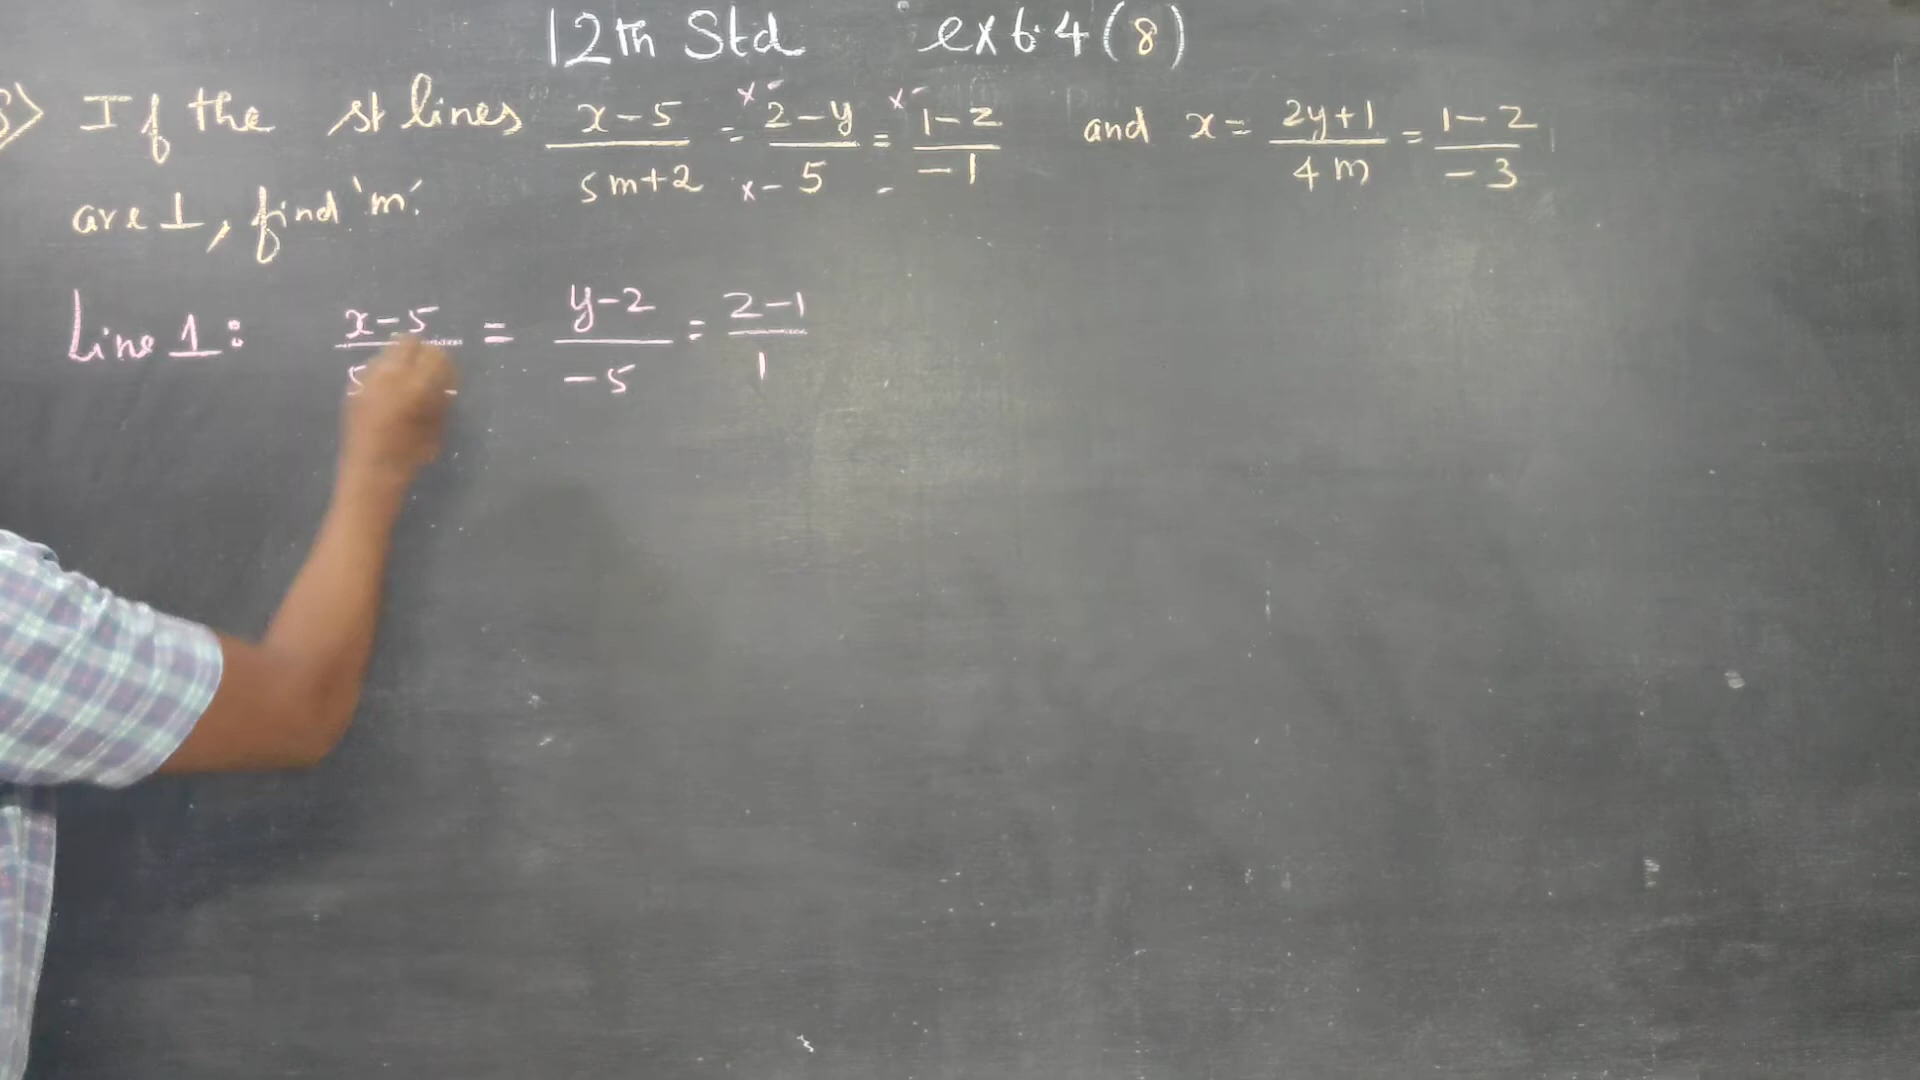 12th Std ex 6.4 (8)
8) If the st lines (x-5)/(5m+2) = (2-y)/5 = (1-z)/-1 and x = (2y+1)/4m = (1-z)/-3
are ⊥, find 'm'.
Line 1: (x-5)/5 = (y-2)/-5 = (z-1)/1